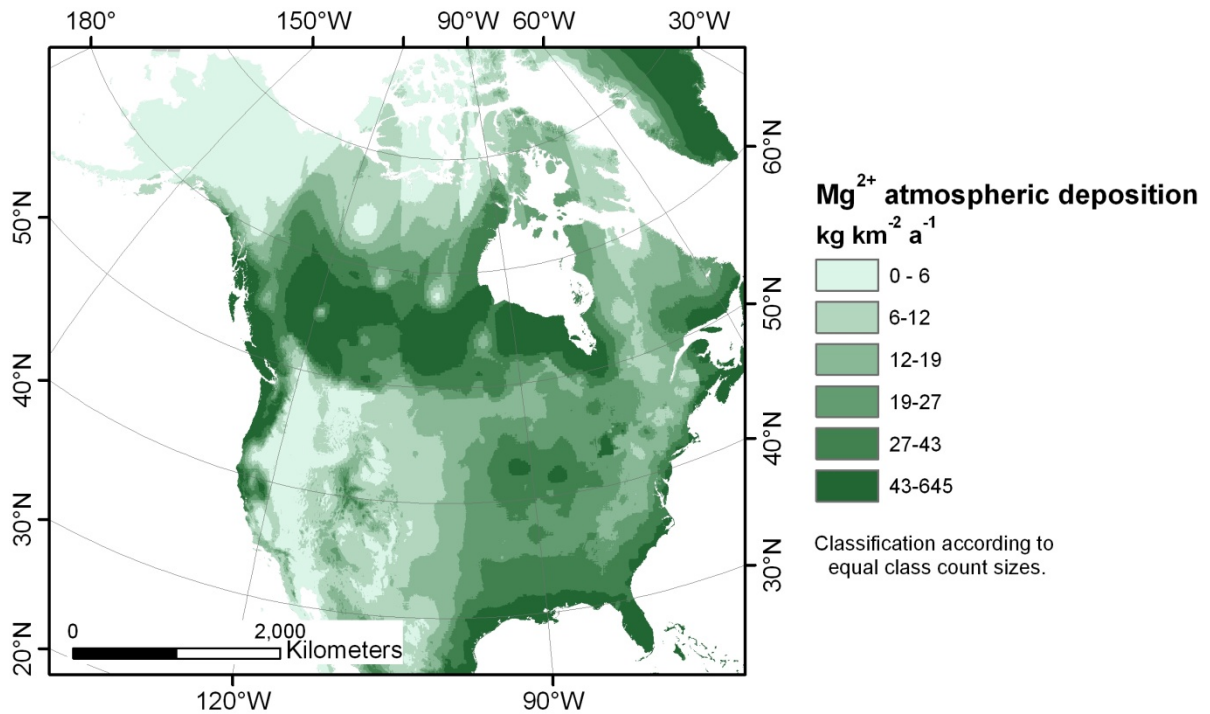 180° 150°W 90°W 60°W 30°W
60°N
50°N
50°N
40°N
40°N
30°N
30°N
20°N
120°W 90°W
0 2,000
Kilometers
Mg2+ atmospheric deposition
kg km-2 a-1
0 - 6
6-12
12-19
19-27
27-43
43-645
Classification according to
equal class count sizes.